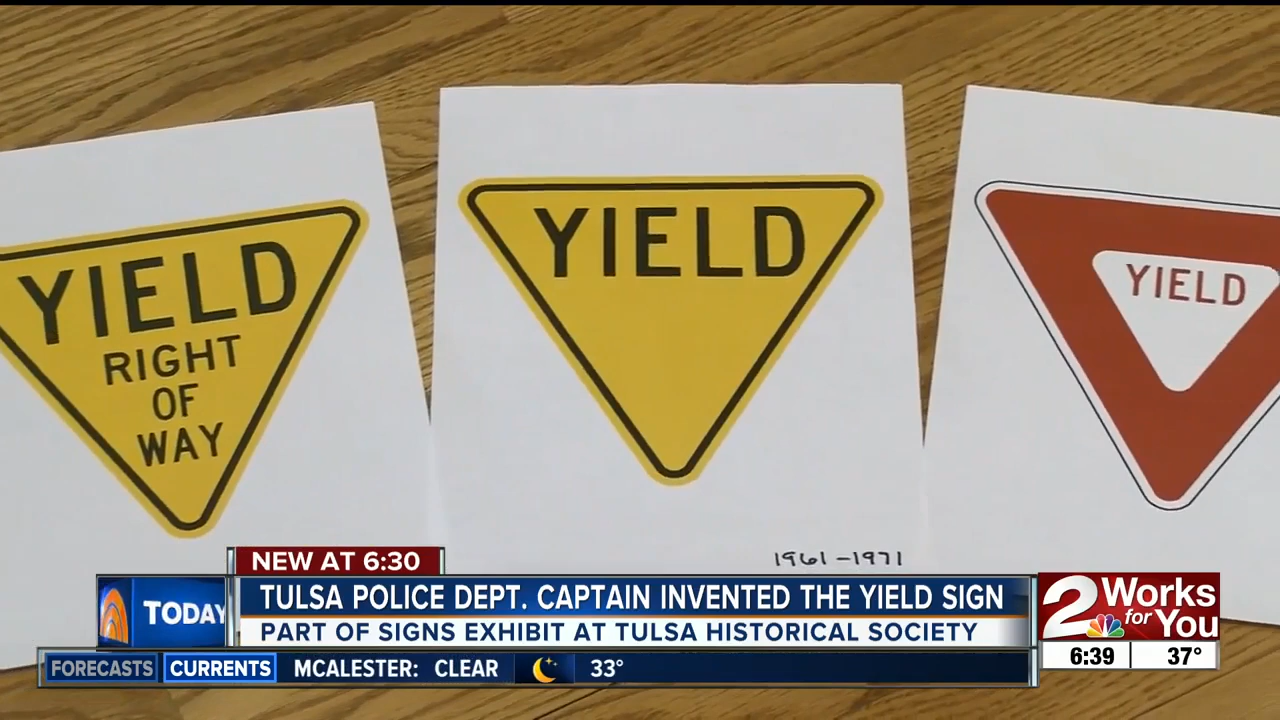 YIELD
RIGHT
OF
WAY
YIELD
1961-1971
YIELD
NEW AT 6:30
TODAY
TULSA POLICE DEPT. CAPTAIN INVENTED THE YIELD SIGN
PART OF SIGNS EXHIBIT AT TULSA HISTORICAL SOCIETY
2 Works for You
6:39 37°
FORECASTS CURRENTS MCALESTER: CLEAR 33°